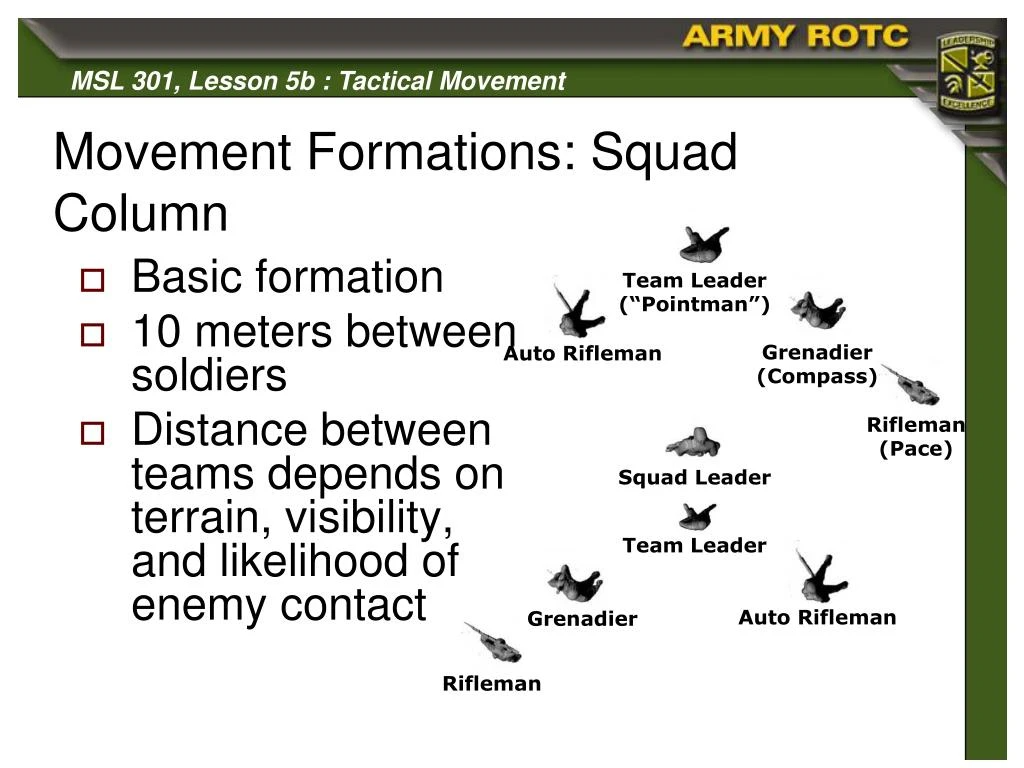 ARMY ROTC
LEADERSHIP
EXCELLENCE
MSL 301, Lesson 5b : Tactical Movement
Movement Formations: Squad
Column
Basic formation
10 meters between
soldiers
Distance between
teams depends on
terrain, visibility,
and likelihood of
enemy contact
Team Leader
(“Pointman”)
Auto Rifleman
Grenadier
(Compass)
Rifleman
(Pace)
Squad Leader
Team Leader
Grenadier
Auto Rifleman
Rifleman